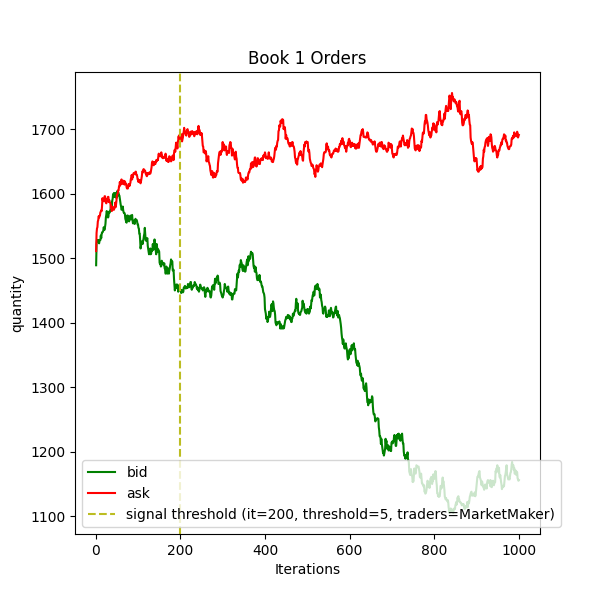 Book 1 Orders
quantity
1700
1600
1500
1400
1300
1200
1100
bid
ask
signal threshold (it=200, threshold=5, traders=MarketMaker)
0 200 400 600 800 1000
Iterations